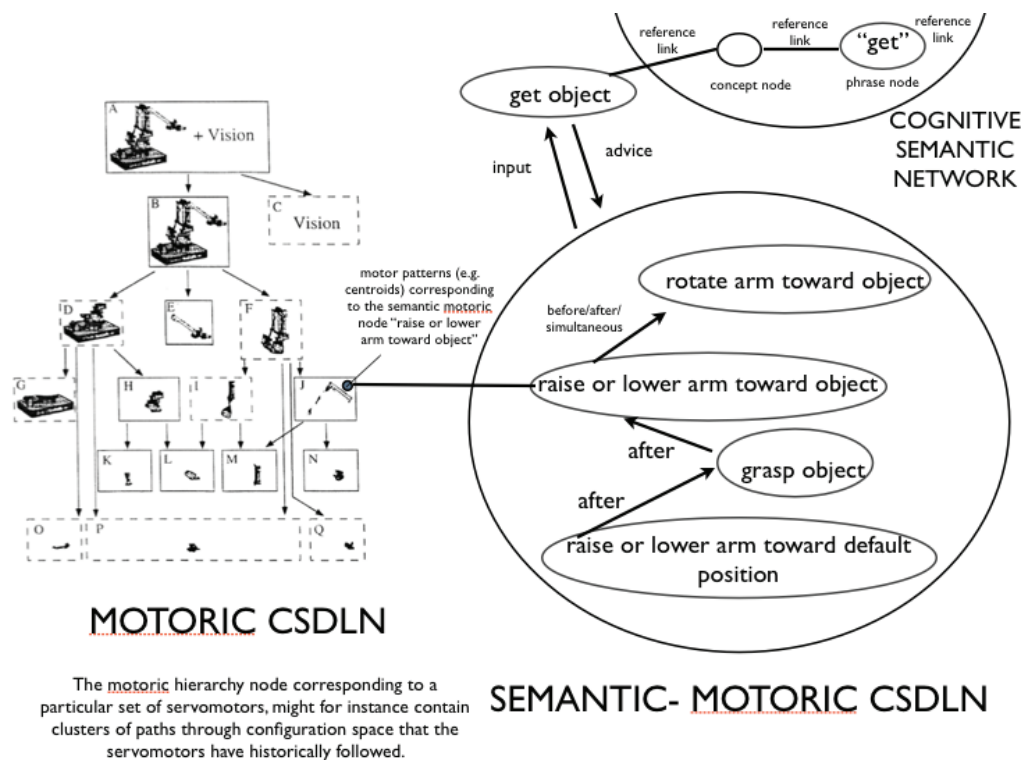 reference
link
reference
link
reference
link
"get"
concept node
phrase node
get object
COGNITIVE
SEMANTIC
NETWORK
input
advice
A
+ Vision
B
C
Vision
motor patterns (e.g.
centroids) corresponding
to the semantic motoric
node "raise or lower
arm toward object"
D
E
F
G
H
I
J
K
L
M
N
O
P
Q
rotate arm toward object
before/after/
simultaneous
raise or lower arm toward object
after
grasp object
after
raise or lower arm toward default
position
MOTORIC CSDLN
The motoric hierarchy node corresponding to a
particular set of servomotors, might for instance contain
clusters of paths through configuration space that the
servomotors have historically followed.
SEMANTIC- MOTORIC CSDLN